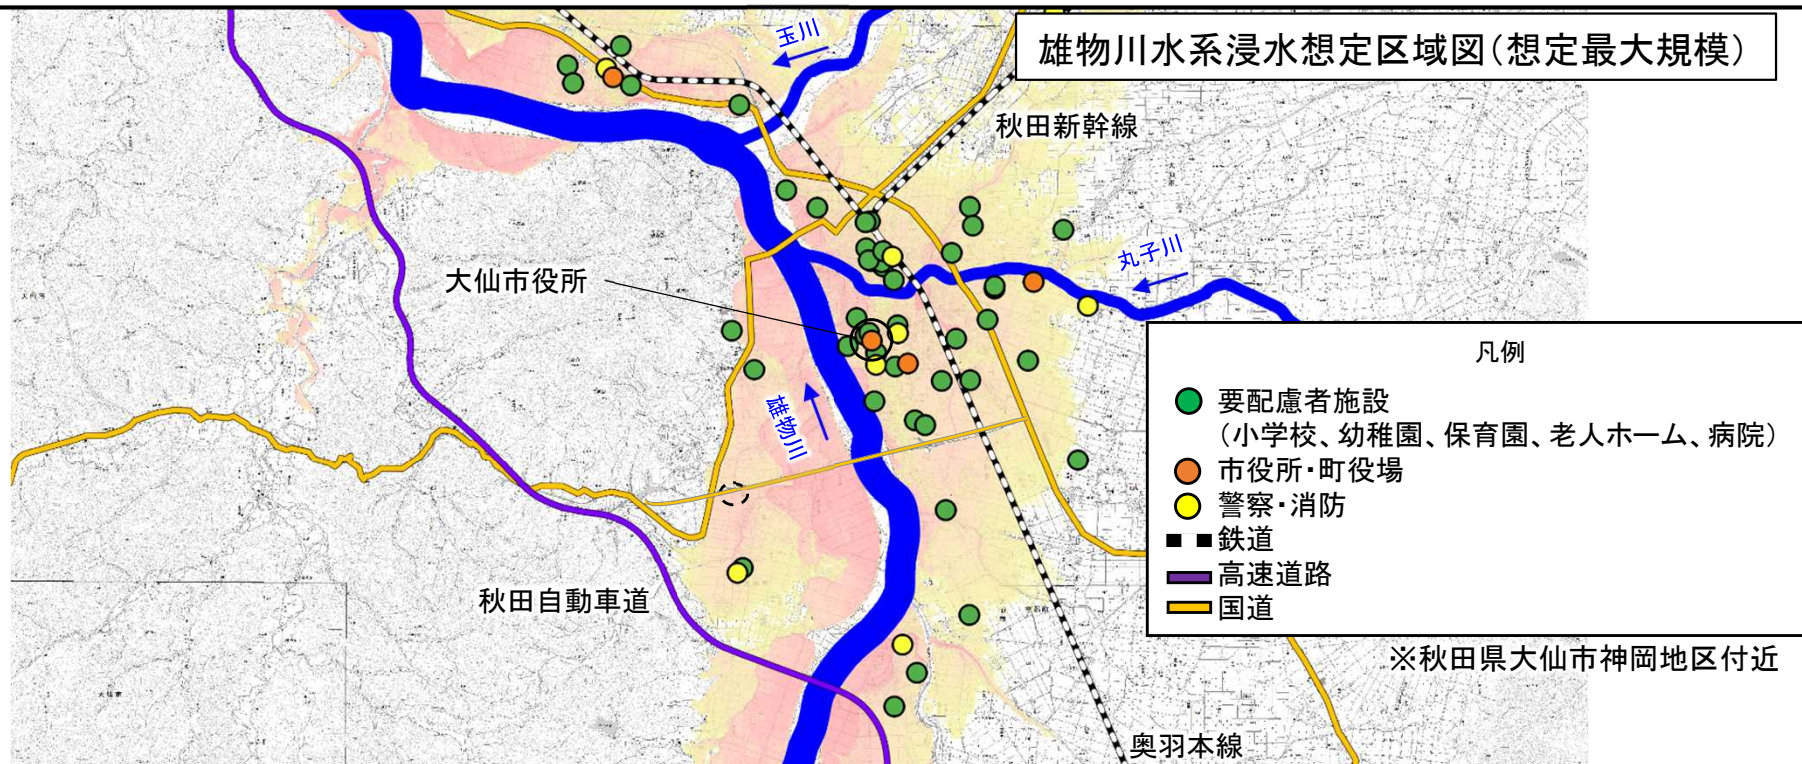 雄物川水系浸水想定区域図(想定最大規模)
玉川
秋田新幹線
丸子川
大仙市役所
雄物川
凡例
要配慮者施設
(小学校、幼稚園、保育園、老人ホーム、病院)
市役所・町役場
警察・消防
鉄道
高速道路
国道
秋田自動車道
※秋田県大仙市神岡地区付近
奥羽本線